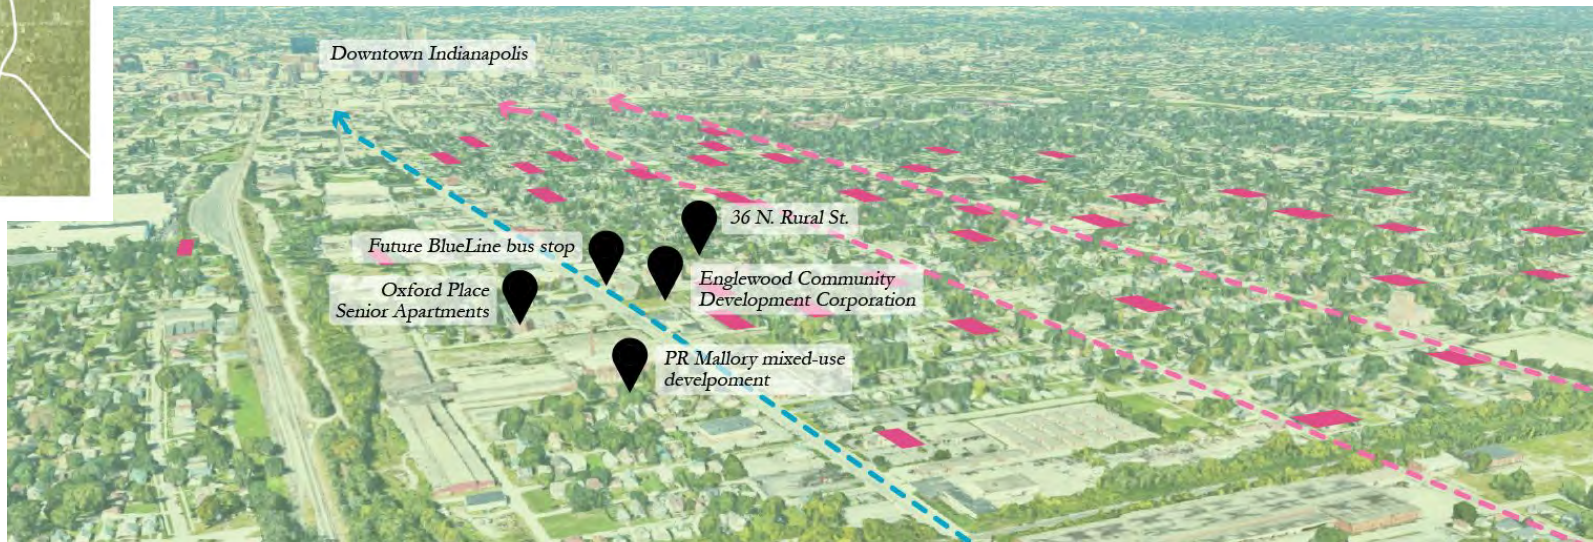 Downtown Indianapolis
36 N. Rural St.
Future BlueLine bus stop
Englewood Community
Development Corporation
Oxford Place
Senior Apartments
PR Mallory mixed-use
develpoment